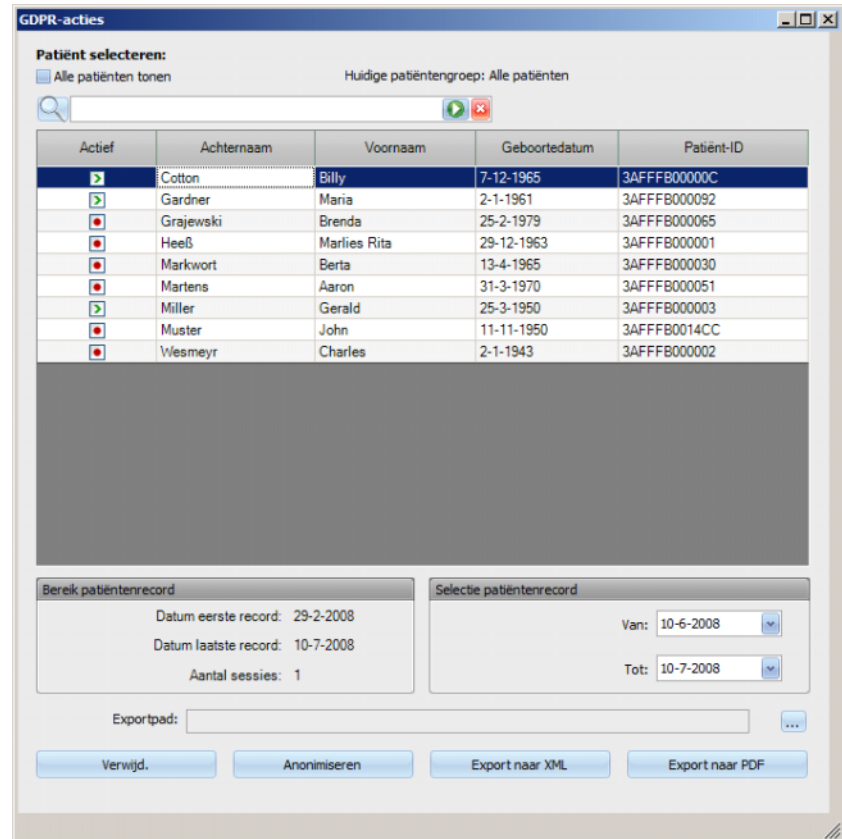 GDPR-acties
Patiënt selecteren:
Alle patiënten tonen Huidige patiëntengroep: Alle patiënten
Actief Achternaam Voornaam Geboortedatum Patiënt-ID
Cotton Billy 7-12-1965 3AFFFB00000C
Gardner Maria 2-1-1961 3AFFFB000092
Grajewski Brenda 25-2-1979 3AFFFB000065
Heeß Marlies Rita 29-12-1963 3AFFFB000001
Markwort Berta 13-4-1965 3AFFFB000030
Martens Aaron 31-3-1970 3AFFFB000051
Miller Gerald 25-3-1950 3AFFFB000003
Muster John 11-11-1950 3AFFFB0014CC
Wesmeyr Charles 2-1-1943 3AFFFB000002
Bereik patiëntenrecord
Datum eerste record: 29-2-2008
Datum laatste record: 10-7-2008
Aantal sessies: 1
Selectie patiëntenrecord
Van: 10-6-2008
Tot: 10-7-2008
Exportpad: ...
Verwijd. Anonimiseren Export naar XML Export naar PDF